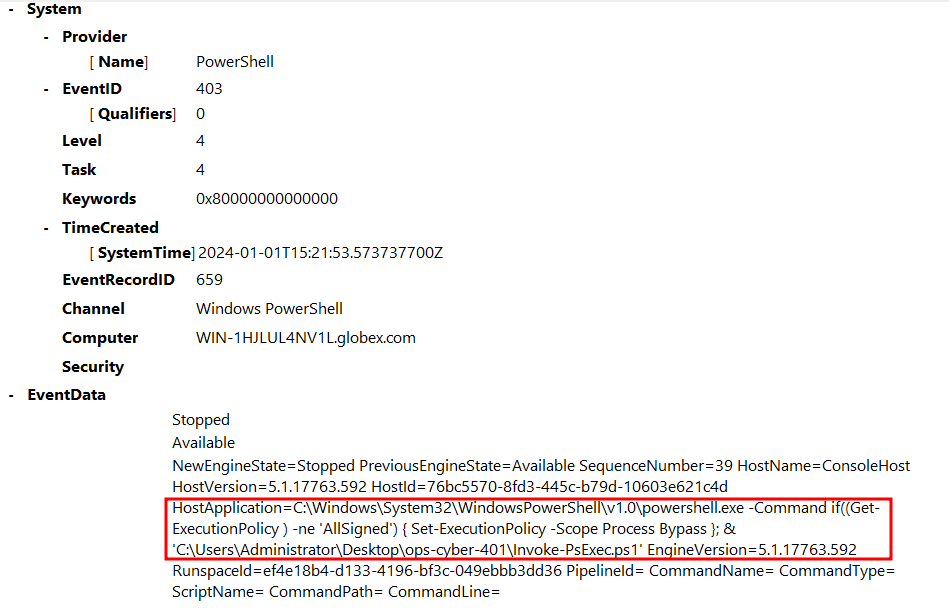 - System
- Provider
[ Name] PowerShell
- EventID 403
[ Qualifiers] 0
Level 4
Task 4
Keywords 0x80000000000000
- TimeCreated
[ SystemTime] 2024-01-01T15:21:53.573737700Z
EventRecordID 659
Channel Windows PowerShell
Computer WIN-1HJLUL4NV1L.globex.com
Security
- EventData
Stopped
Available
NewEngineState=Stopped PreviousEngineState=Available SequenceNumber=39 HostName=ConsoleHost
HostVersion=5.1.17763.592 HostId=76bc5570-8fd3-445c-b79d-10603e621c4d
HostApplication=C:\Windows\System32\WindowsPowerShell\v1.0\powershell.exe -Command if((Get-
ExecutionPolicy ) -ne 'AllSigned') { Set-ExecutionPolicy -Scope Process Bypass }; &
'C:\Users\Administrator\Desktop\ops-cyber-401\Invoke-PsExec.ps1' EngineVersion=5.1.17763.592
RunspaceId=ef4e18b4-d133-4196-bf3c-049ebbb3dd36 PipelineId= CommandName= CommandType=
ScriptName= CommandPath= CommandLine=